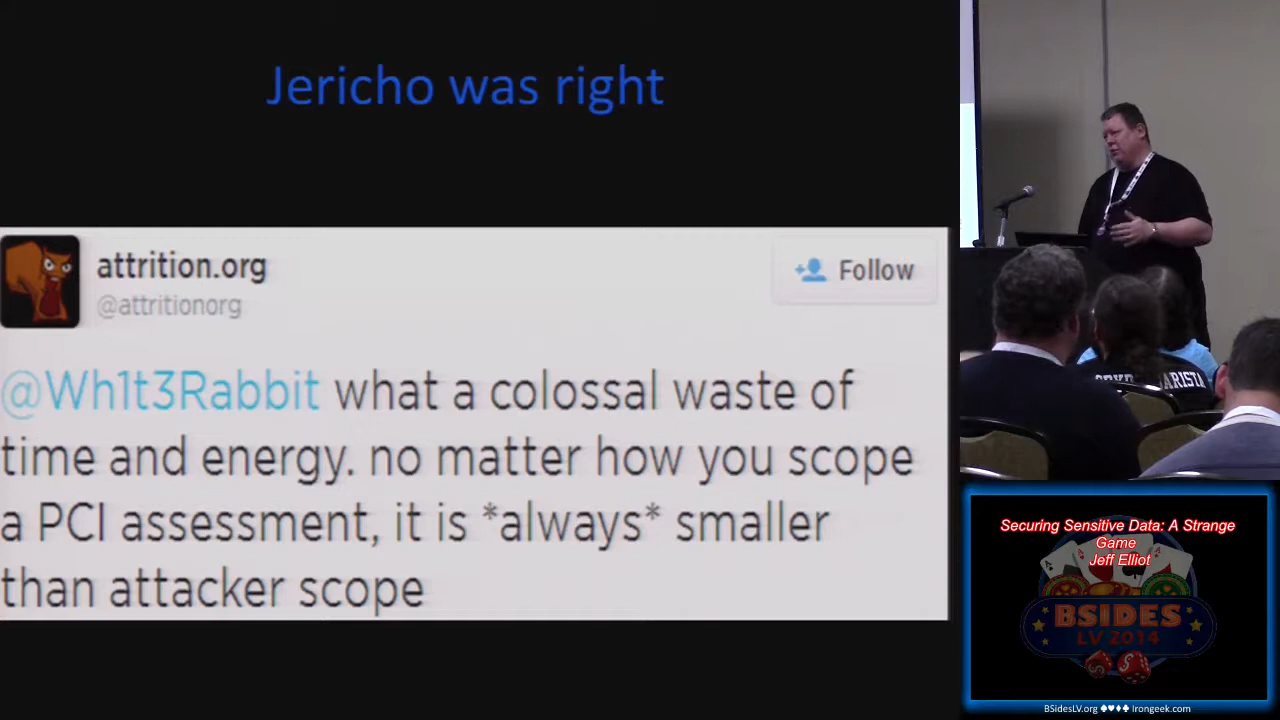 Jericho was right
attrition.org
@attritionorg
Follow
@Wh1t3Rabbit what a colossal waste of
time and energy. no matter how you scope
a PCI assessment, it is *always* smaller
than attacker scope
Securing Sensitive Data: A Strange
Game
Jeff Elliot
BSIDES
LV 2014
BSidesLV.org ♠♥♦♣ Irongeek.com